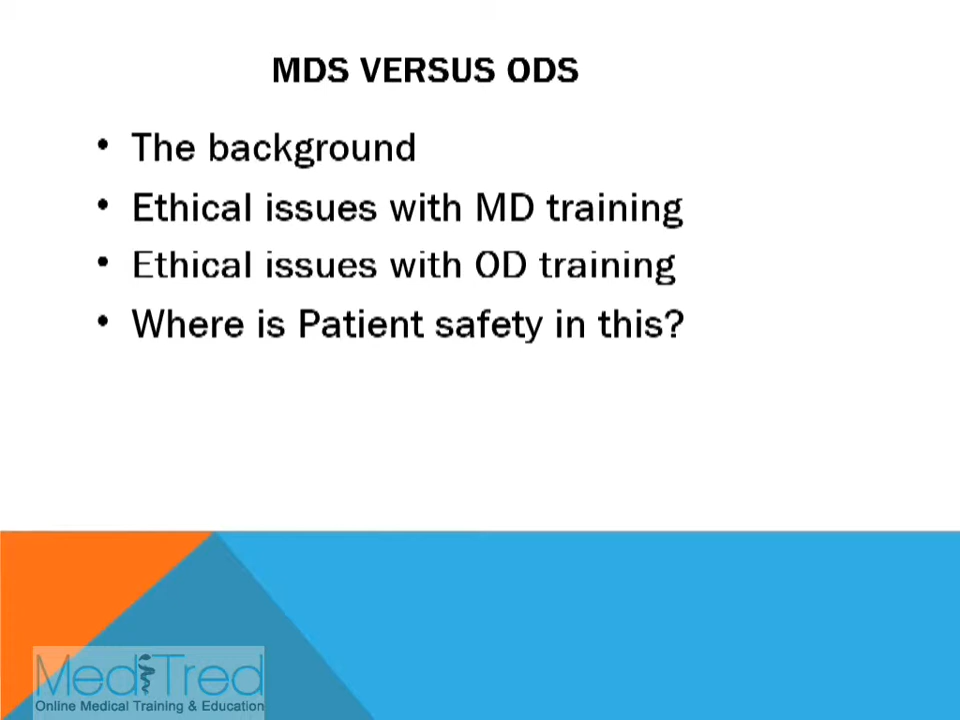 MDS VERSUS ODS
• The background
• Ethical issues with MD training
• Ethical issues with OD training
• Where is Patient safety in this?
MediTred
Online Medical Training & Education